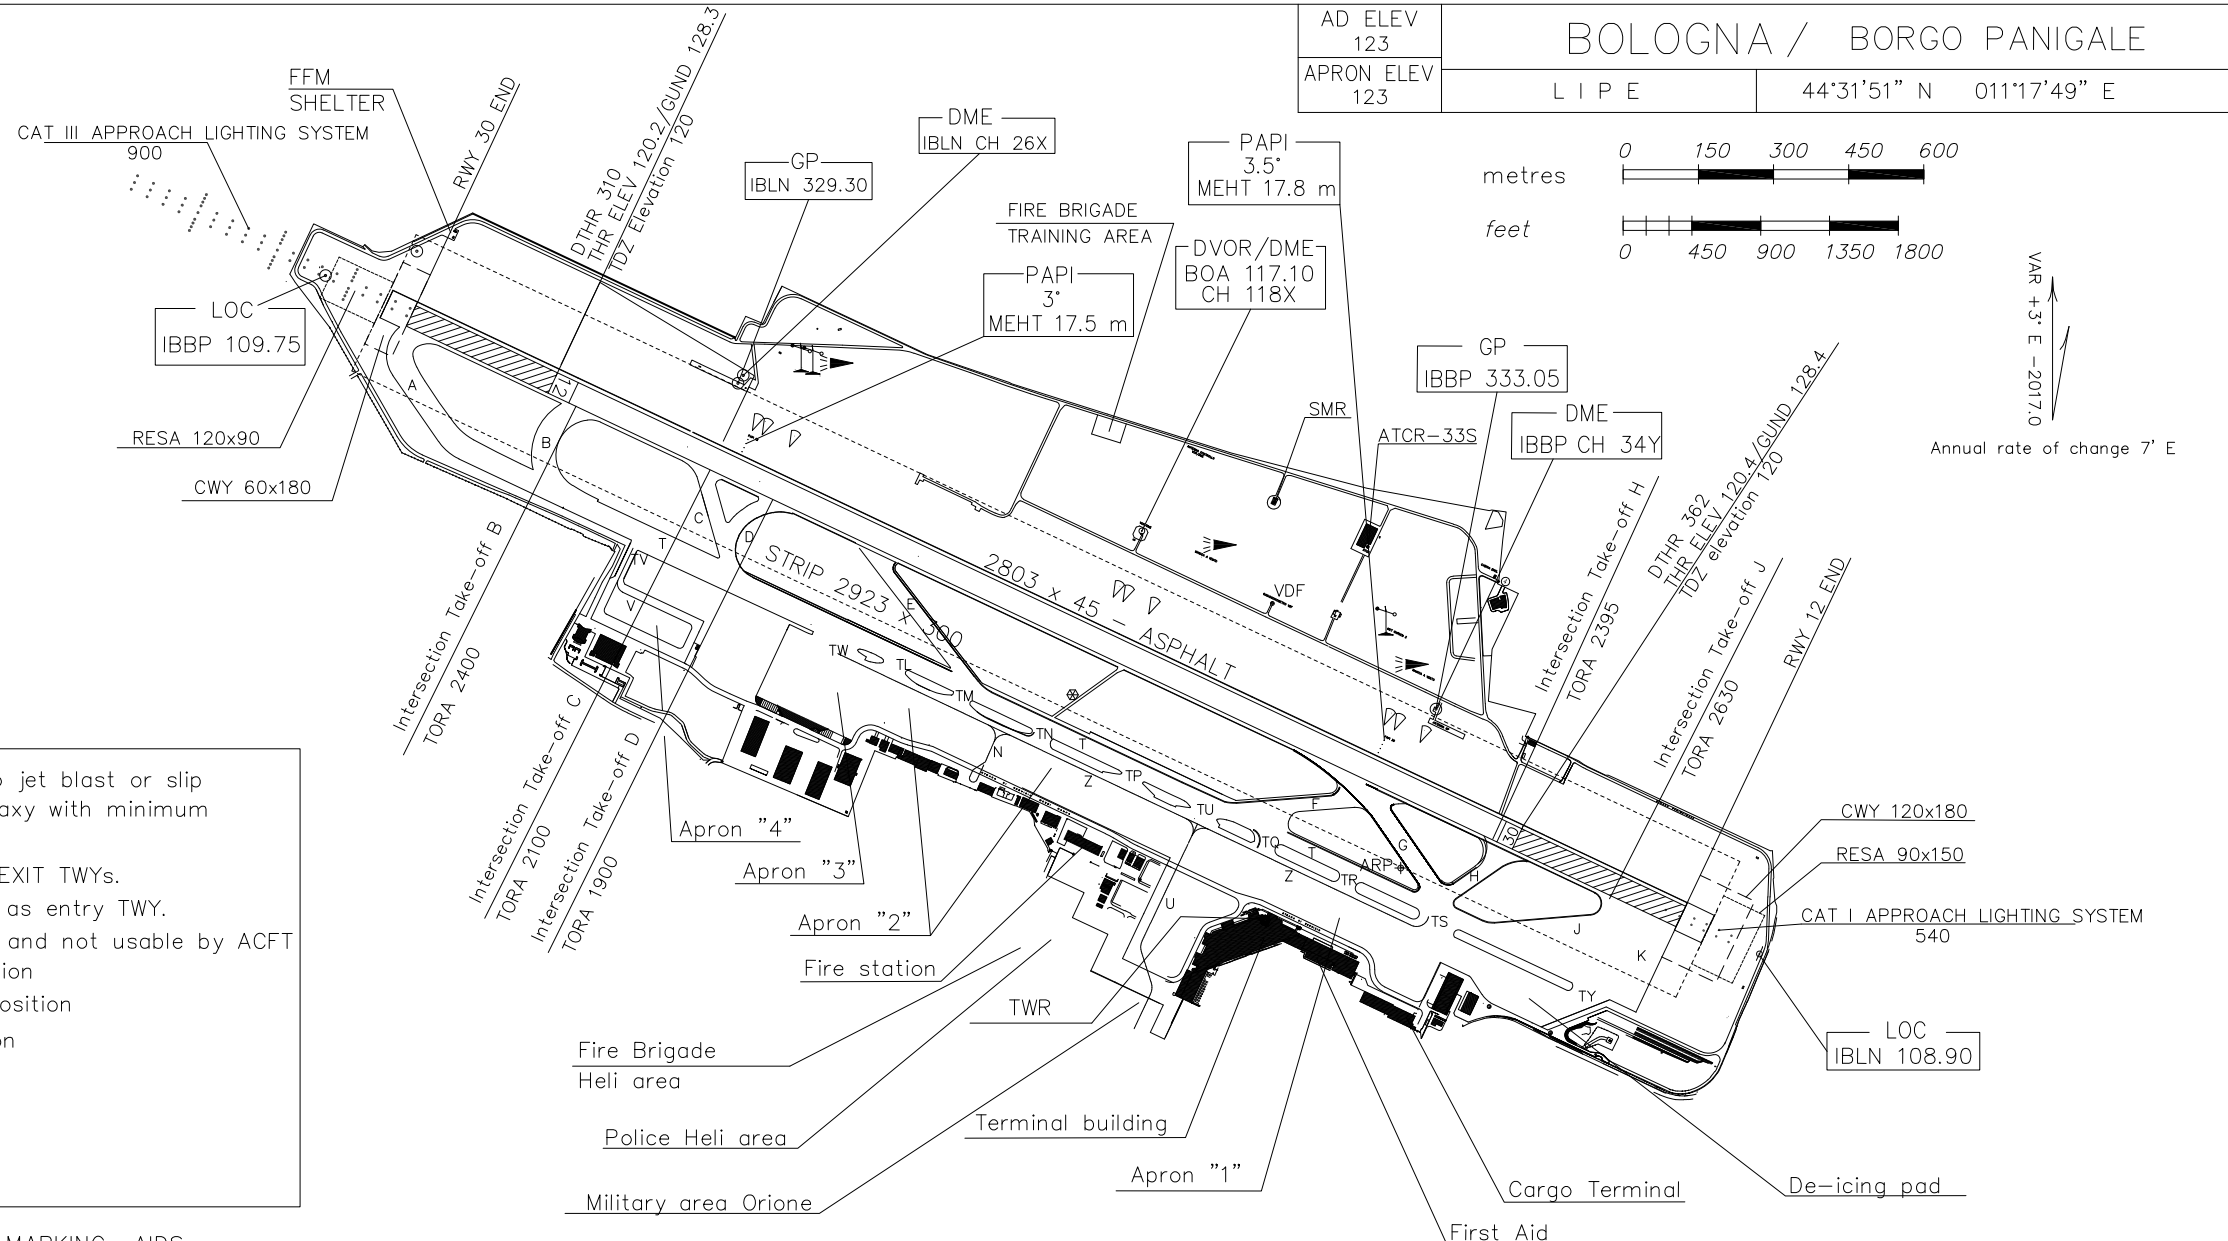 AD ELEV
123
APRON ELEV
123
BOLOGNA / BORGO PANIGALE
L I P E
44°31'51" N 011°17'49" E
metres
0 150 300 450 600
feet
0 450 900 1350 1800
VAR +3° E -2017.0
Annual rate of change 7' E
FFM
SHELTER
CAT III APPROACH LIGHTING SYSTEM
900
RWY 30 END
DTHR 310
THR ELEV 120.2/GUND 128.3
TDZ Elevation 120
GP
IBLN 329.30
DME
IBLN CH 26X
FIRE BRIGADE
TRAINING AREA
PAPI
3°
MEHT 17.5 m
PAPI
3.5°
MEHT 17.8 m
DVOR/DME
BOA 117.10
CH 118X
SMR
ATCR-33S
GP
IBBP 333.05
DME
IBBP CH 34Y
LOC
IBBP 109.75
RESA 120x90
CWY 60x180
A
B
C
D
E
12
T
TV
V
STRIP 2923 x 300
2803 x 45 - ASPHALT
VDF
Intersection Take-off B
TORA 2400
Intersection Take-off C
TORA 2100
Intersection Take-off D
TORA 1900
Intersection Take-off H
TORA 2395
DTHR 362
THR ELEV 120.4/GUND 128.4
TDZ elevation 120
Intersection Take-off J
TORA 2630
RWY 12 END
TW
TL
TM
TN
N
T
Z
TP
TU
F
TQ
T
Z
TR
ARP
G
H
30
TS
J
K
TY
U
CWY 120x180
RESA 90x150
CAT I APPROACH LIGHTING SYSTEM
540
LOC
IBLN 108.90
Apron "4"
Apron "3"
Apron "2"
Fire station
TWR
Fire Brigade
Heli area
Police Heli area
Military area Orione
Terminal building
Apron "1"
Cargo Terminal
First Aid
De-icing pad
jet blast or slip
axy with minimum
EXIT TWYs.
as entry TWY.
and not usable by ACFT
ion
osition
on
MARKING AIDS